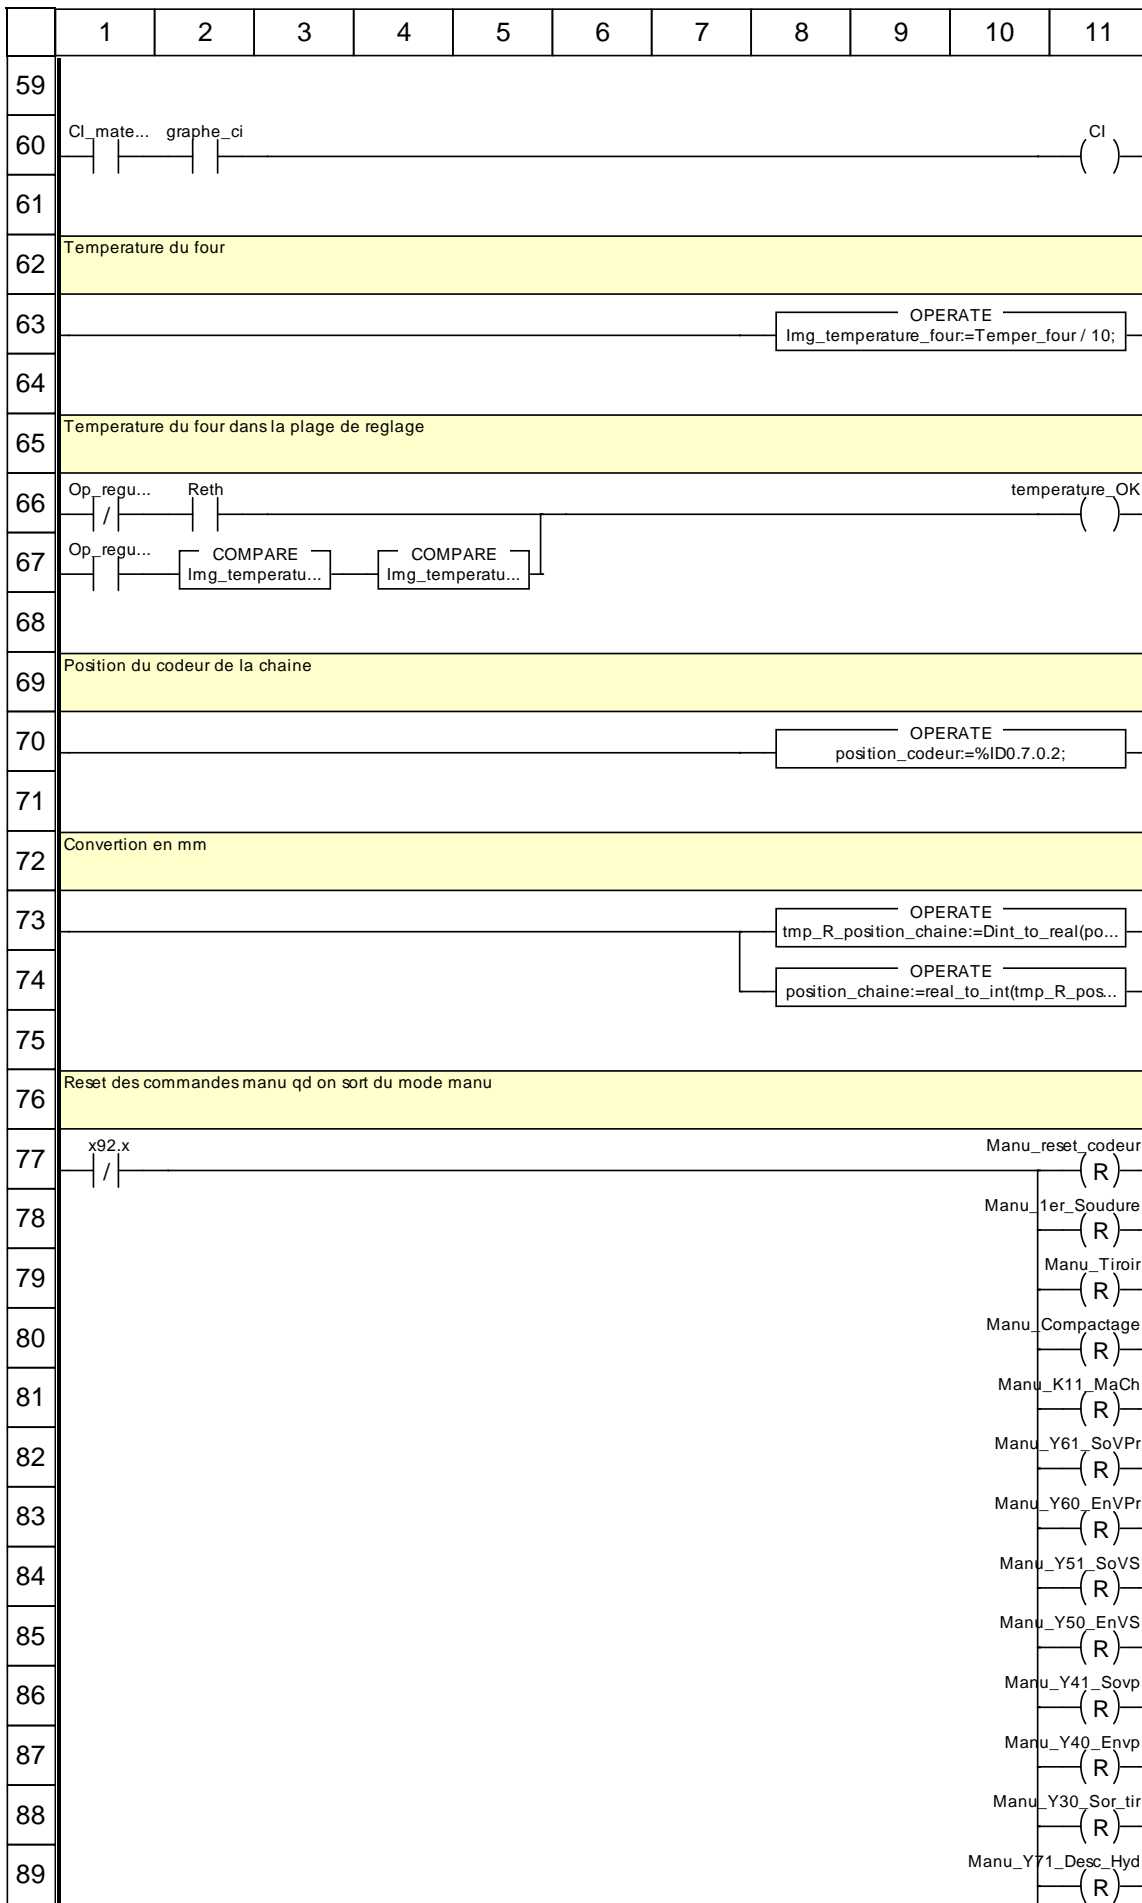 1 2 3 4 5 6 7 8 9 10 11
59
CI_mate... graphe_ci CI
60
61
Temperature du four
62
OPERATE
63
Img_temperature_four:=Temper_four / 10;
64
Temperature du four dans la plage de reglage
65
Op_regu... Reth temperature_OK
66
/
Op_regu... COMPARE COMPARE
67
Img_temperatu... Img_temperatu...
68
Position du codeur de la chaine
69
OPERATE
70
position_codeur:=%ID0.7.0.2;
71
Convertion en mm
72
OPERATE
73
tmp_R_position_chaine:=Dint_to_real(po...
OPERATE
74
position_chaine:=real_to_int(tmp_R_pos...
75
Reset des commandes manu qd on sort du mode manu
76
x92.x Manu_reset_codeur
77
/ R
Manu_1er_Soudure
78
R
Manu_Tiroir
79
R
Manu_Compactage
80
R
Manu_K11_MaCh
81
R
Manu_Y61_SoVPr
82
R
Manu_Y60_EnVPr
83
R
Manu_Y51_SoVS
84
R
Manu_Y50_EnVS
85
R
Manu_Y41_Sovp
86
R
Manu_Y40_Envp
87
R
Manu_Y30_Sor_tir
88
R
Manu_Y71_Desc_Hyd
89
R